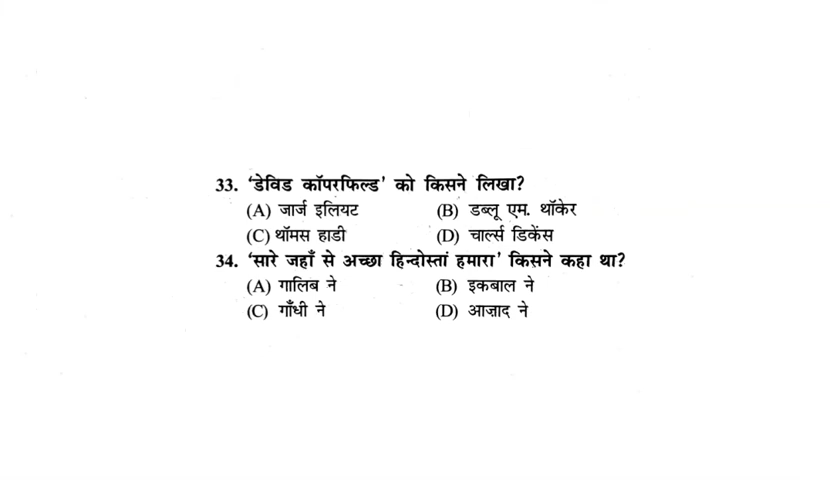 33. ‘डेविड कॉपरफिल्ड’ को किसने लिखा?
(A) जार्ज इलियट (B) डब्लू एम. थॉकेर
(C) थॉमस हाडी (D) चार्ल्स डिकेंस
34. ‘सारे जहाँ से अच्छा हिन्दोस्तां हमारा’ किसने कहा था?
(A) गालिब ने (B) इकबाल ने
(C) गाँधी ने (D) आज़ाद ने